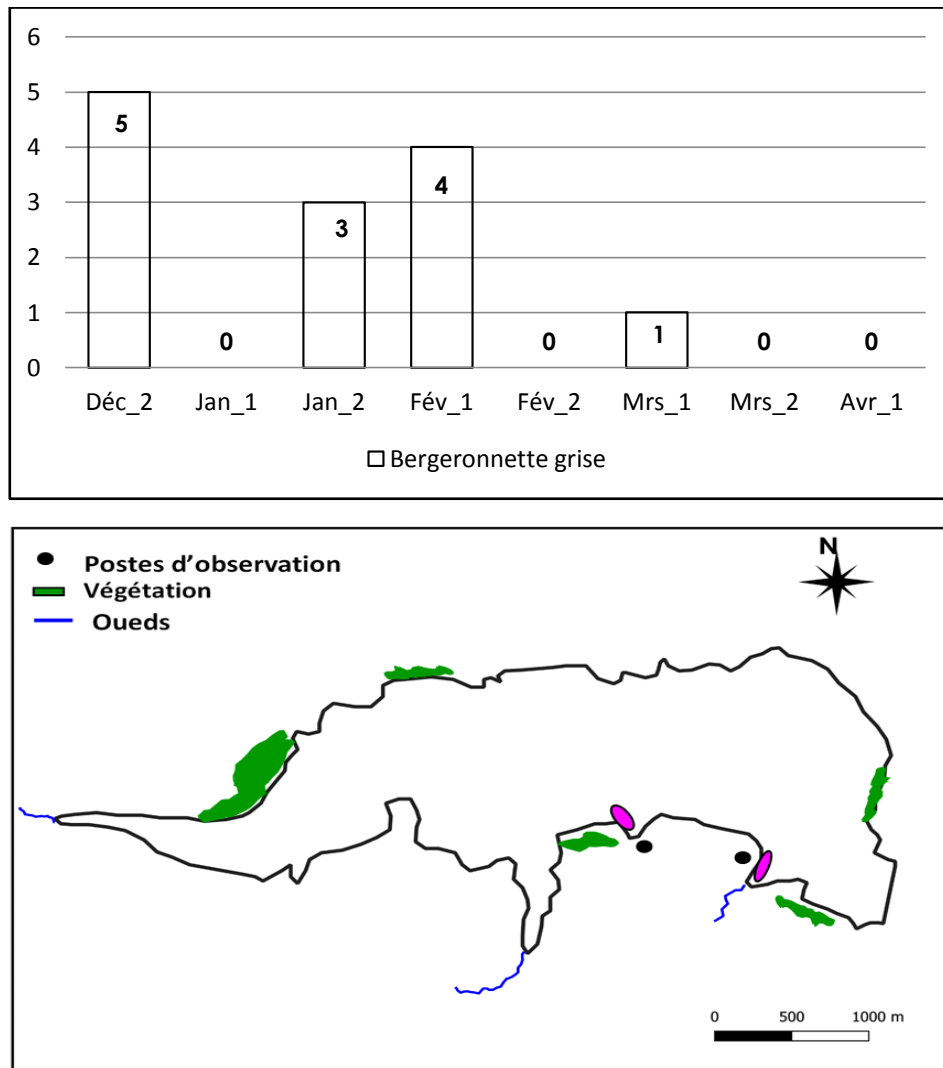 6
5
4
3
2
1
0
5
0
3
4
0
1
0
0
Déc_2 Jan_1 Jan_2 Fév_1 Fév_2 Mrs_1 Mrs_2 Avr_1
Bergeronnette grise
Postes d'observation
Végétation
Oueds
N
0 500 1000 m